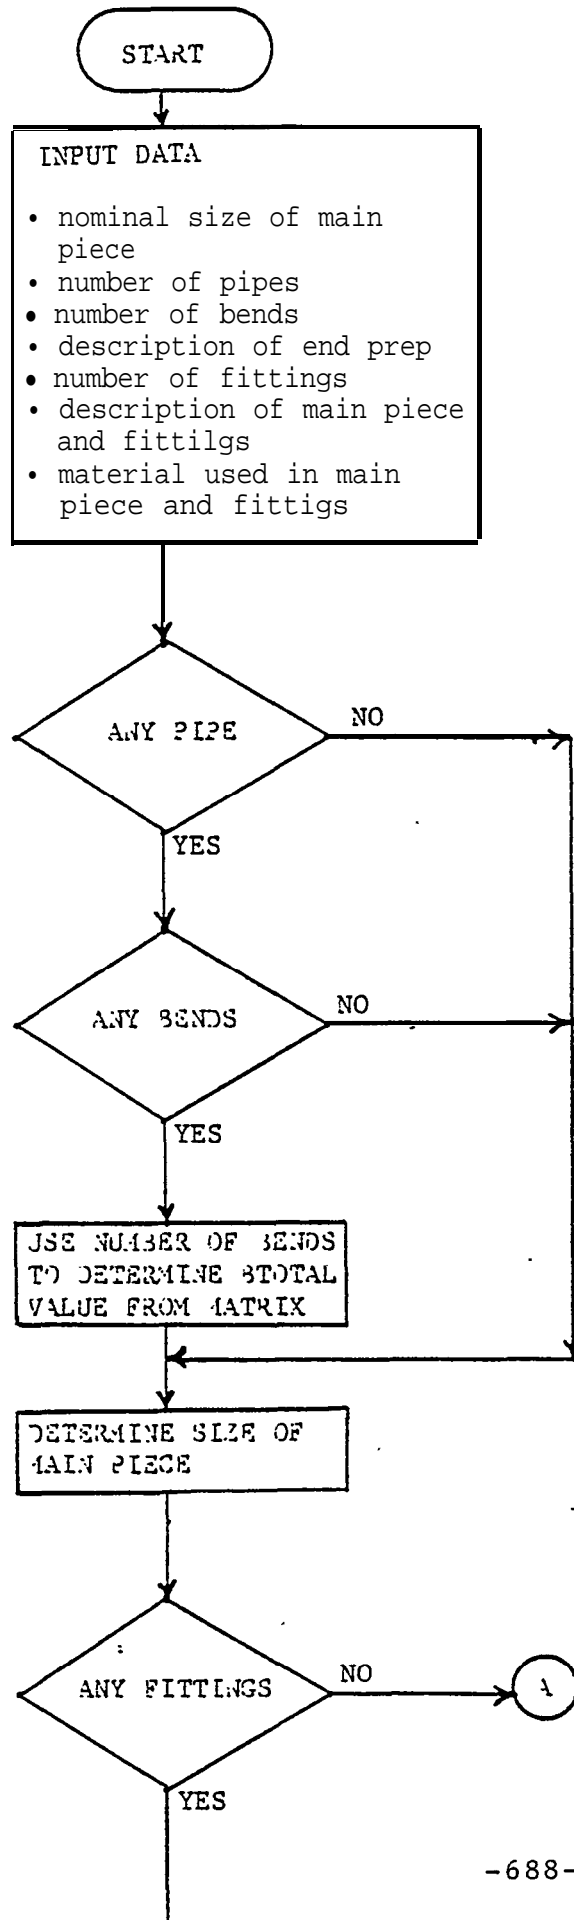 START
INPUT DATA
• nominal size of main
piece
• number of pipes
• number of bends
• description of end prep
• number of fittings
• description of main piece
and fittilgs
• material used in main
piece and fittigs
ANY PIPE
NO
YES
ANY BENDS
NO
YES
USE NUMBER OF BENDS
TO DETERMINE BTOTAL
VALUE FROM MATRIX
DETERMINE SIZE OF
MAIN PIECE
ANY FITTINGS
NO
A
YES
-688-